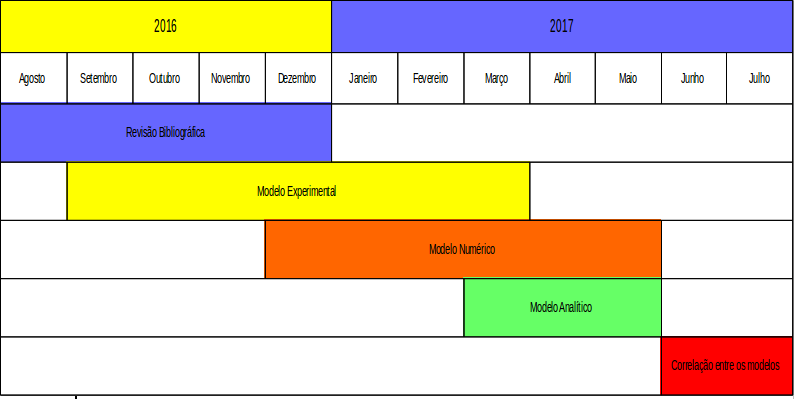 2016 2017
Agosto Setembro Outubro Novembro Dezembro Janeiro Fevereiro Março Abril Maio Junho Julho
Revisão Bibliográfica
Modelo Experimental
Modelo Numérico
Modelo Analítico
Correlação entre os modelos